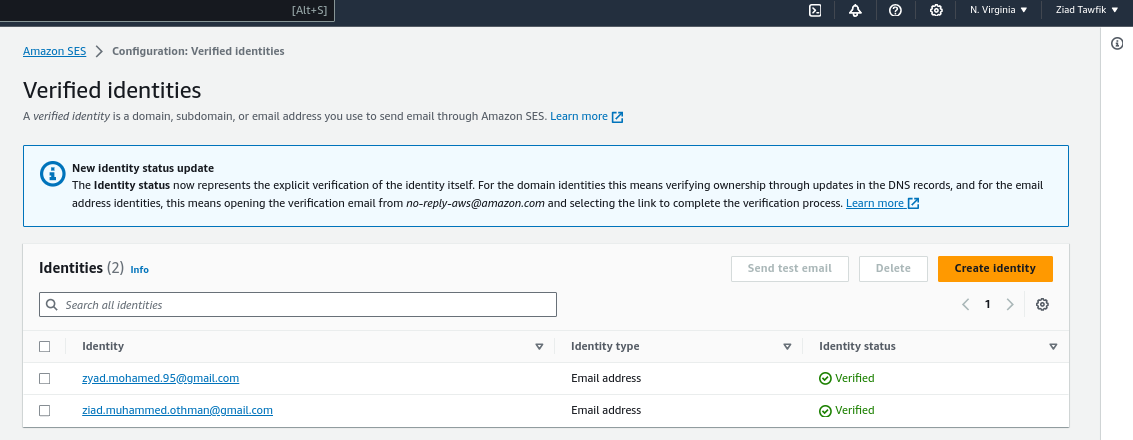 [Alt+S]
N. Virginia
Ziad Tawfik
Amazon SES
Configuration: Verified identities
Verified identities
A verified identity is a domain, subdomain, or email address you use to send email through Amazon SES. Learn more
New identity status update
The Identity status now represents the explicit verification of the identity itself. For the domain identities this means verifying ownership through updates in the DNS records, and for the email
address identities, this means opening the verification email from no-reply-aws@amazon.com and selecting the link to complete the verification process. Learn more
Identities (2) Info
Send test email
Delete
Create identity
Search all identities
1
Identity
Identity type
Identity status
zyad.mohamed.95@gmail.com
Email address
Verified
ziad.muhammed.othman@gmail.com
Email address
Verified